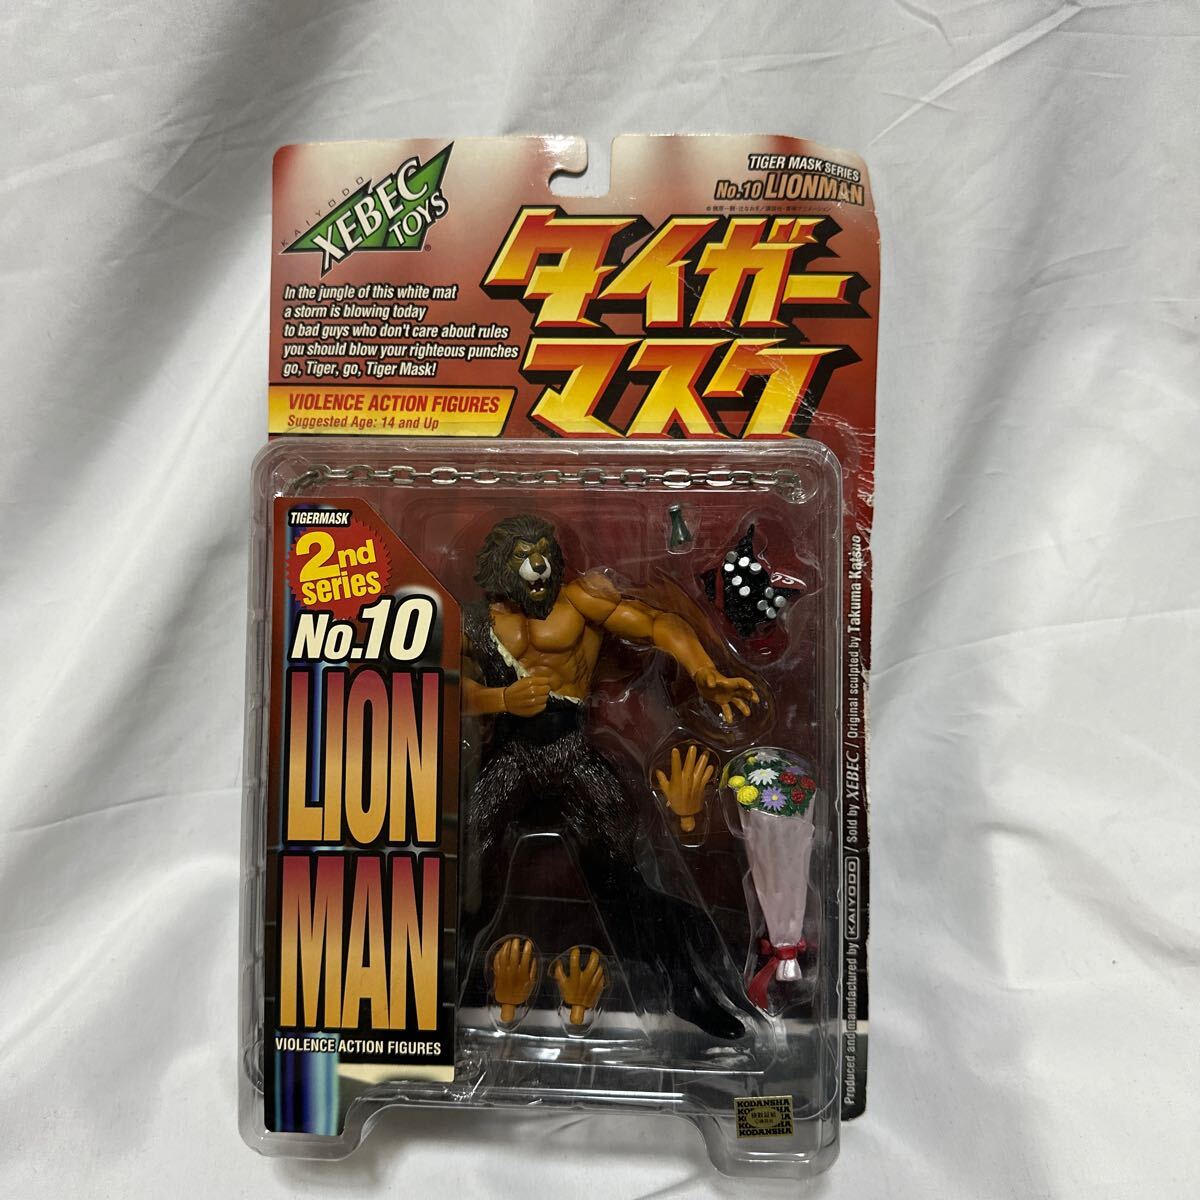 KAIYODO
XEBEC
TOYS
®
TIGER MASK SERIES
No.10 LIONMAN
タイガー
マスク
In the jungle of this white mat
a storm is blowing today
to bad guys who don't care about rules
you should blow your righteous punches
go, Tiger, go, Tiger Mask!
VIOLENCE ACTION FIGURES
Suggested Age: 14 and Up
TIGERMASK
2nd
series
No.10
LION
MAN
VIOLENCE ACTION FIGURES
Produced and manufactured by KAIYODO / Sold by XEBEC / Original sculpted by Takuma Katsuo
KODANSHA
KODANSHA